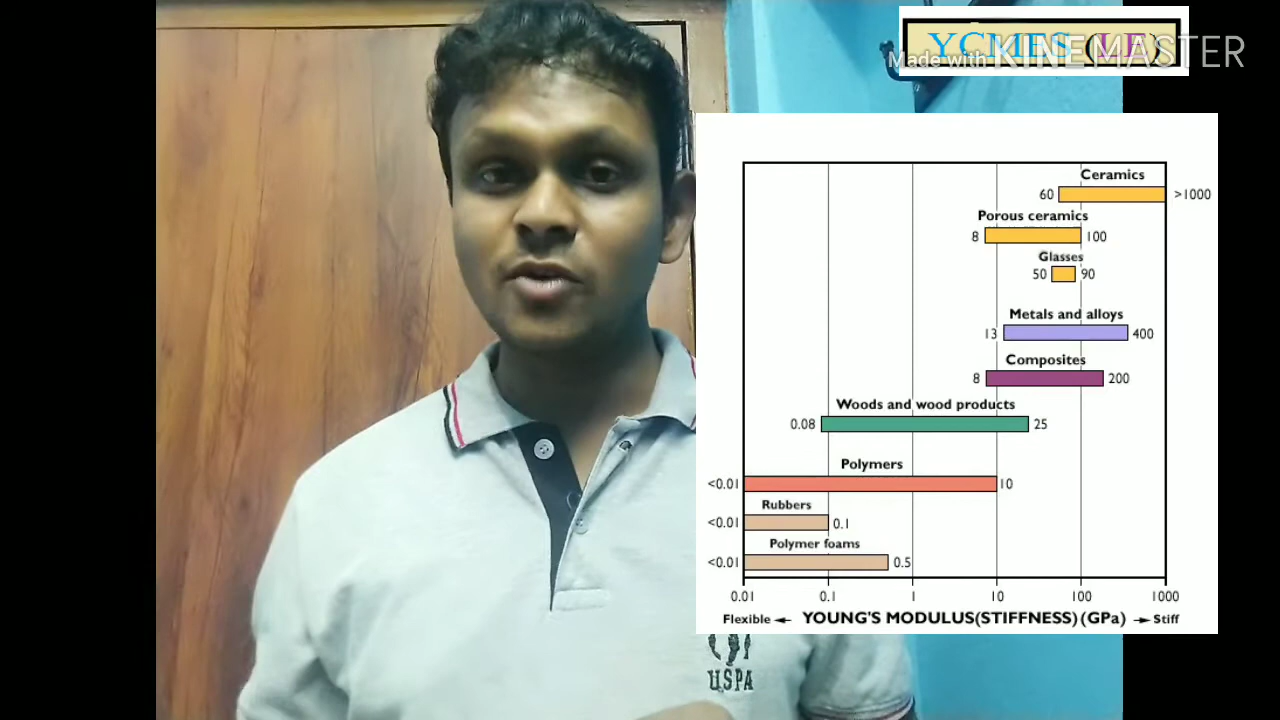 YCMES (LF)
Made with KINEMASTER
Ceramics
60 >1000
Porous ceramics
8 100
Glasses
50 90
Metals and alloys
13 400
Composites
8 200
Woods and wood products
0.08 25
Polymers
<0.01 10
Rubbers
<0.01 0.1
Polymer foams
<0.01 0.5
0.01 0.1 1 10 100 1000
Flexible ← YOUNG'S MODULUS(STIFFNESS)(GPa) → Stiff
USPA